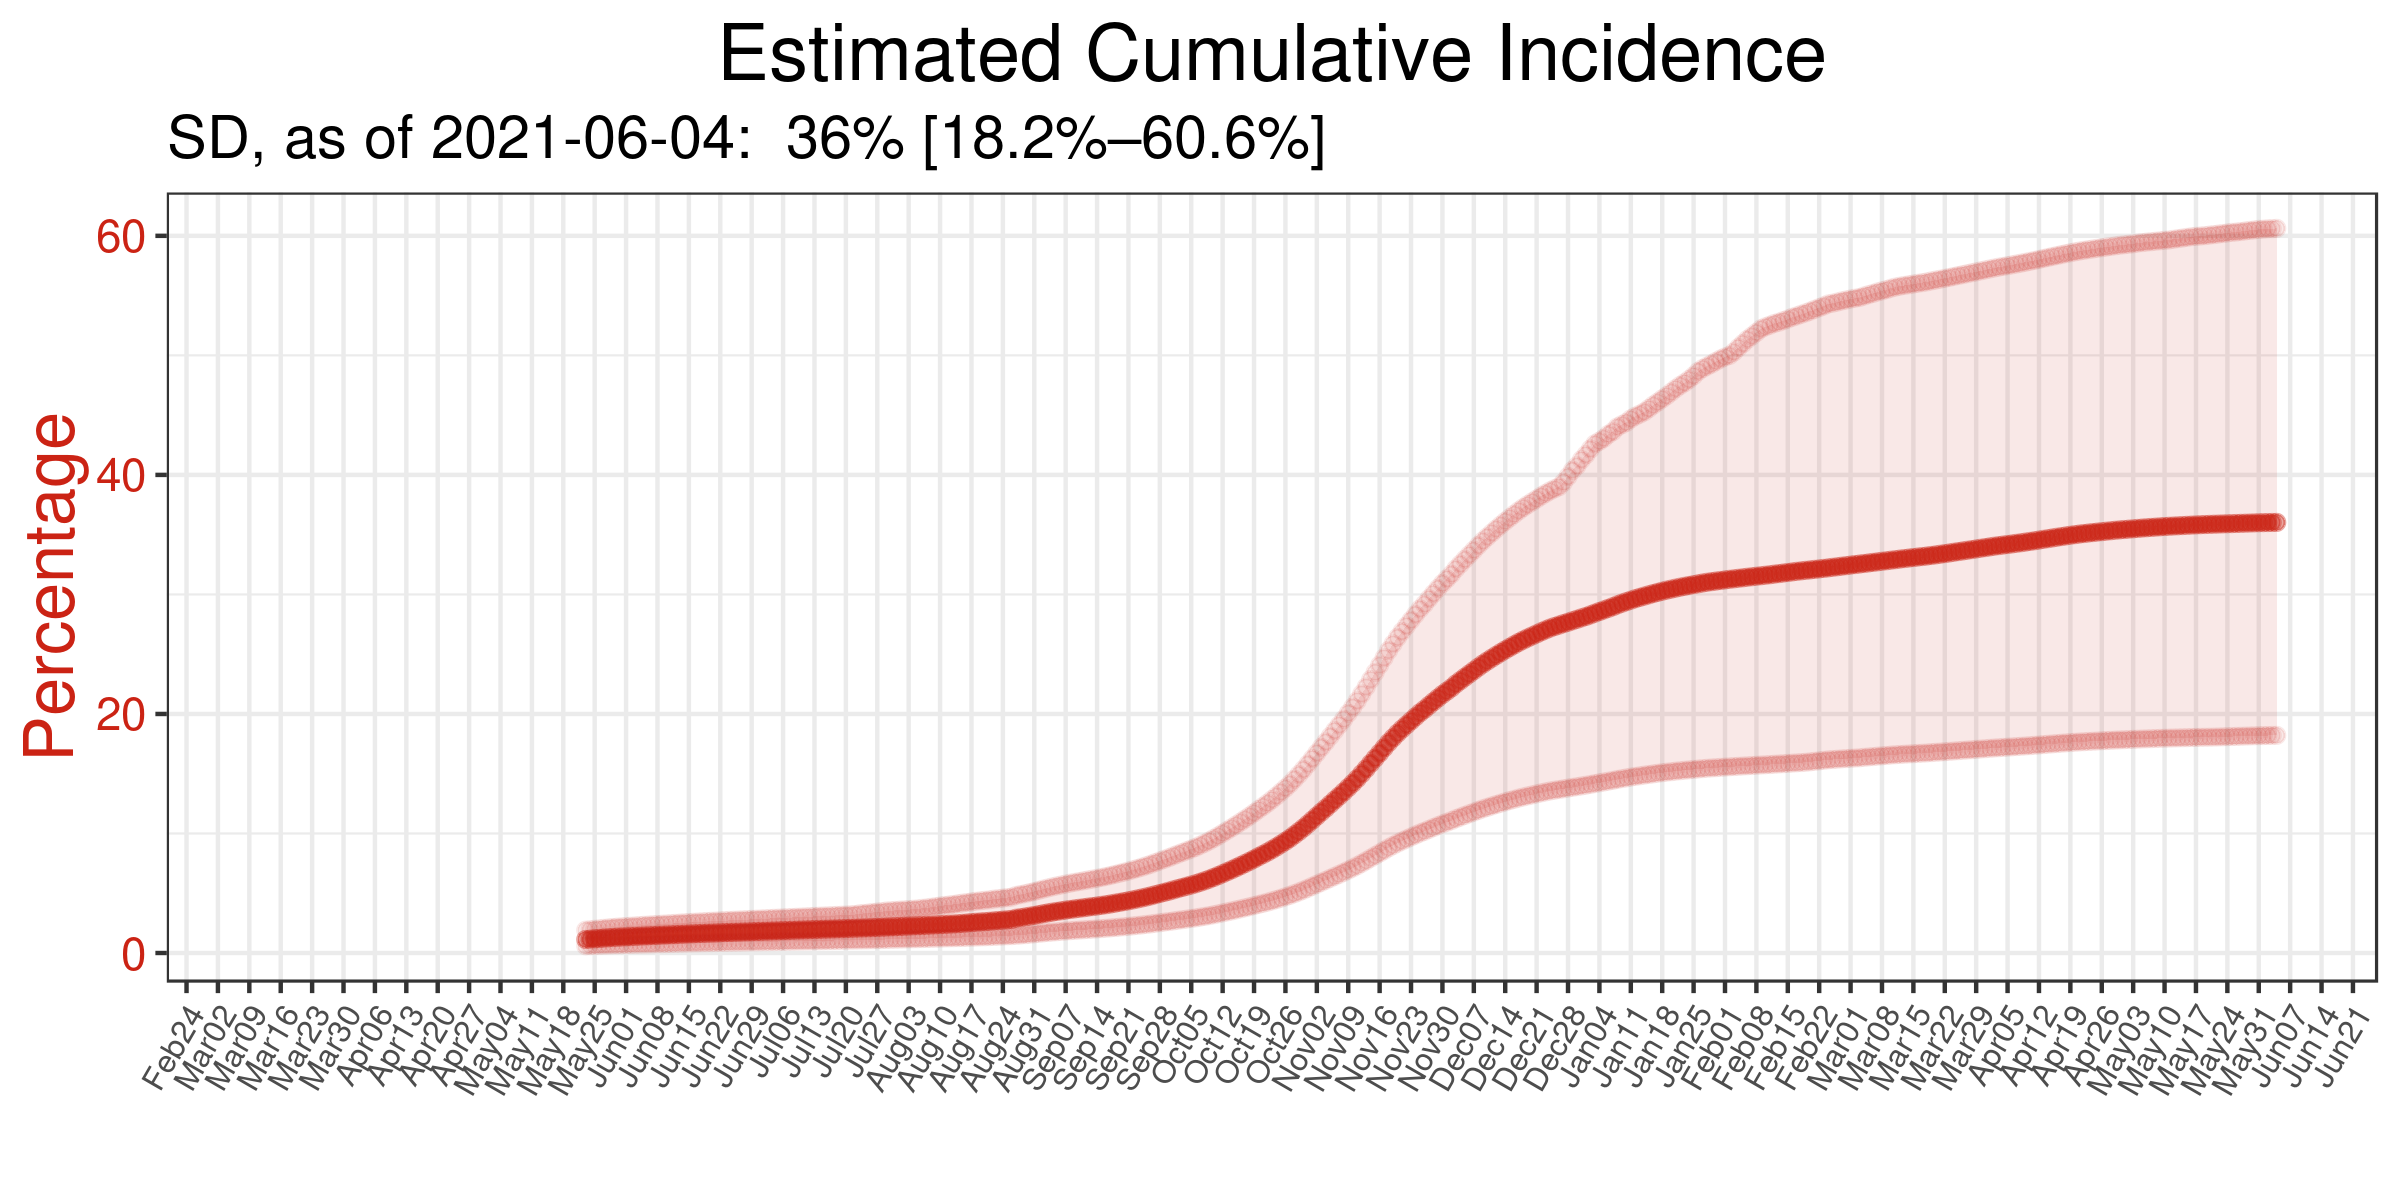 Estimated Cumulative Incidence
SD, as of 2021-06-04:  36% [18.2%–60.6%]
Percentage
60
40
20
0
Feb24
Mar02
Mar09
Mar16
Mar23
Mar30
Apr06
Apr13
Apr20
Apr27
May04
May11
May18
May25
Jun01
Jun08
Jun15
Jun22
Jun29
Jul06
Jul13
Jul20
Jul27
Aug03
Aug10
Aug17
Aug24
Aug31
Sep07
Sep14
Sep21
Sep28
Oct05
Oct12
Oct19
Oct26
Nov02
Nov09
Nov16
Nov23
Nov30
Dec07
Dec14
Dec21
Dec28
Jan04
Jan11
Jan18
Jan25
Feb01
Feb08
Feb15
Feb22
Mar01
Mar08
Mar15
Mar22
Mar29
Apr05
Apr12
Apr19
Apr26
May03
May10
May17
May24
May31
Jun07
Jun14
Jun21